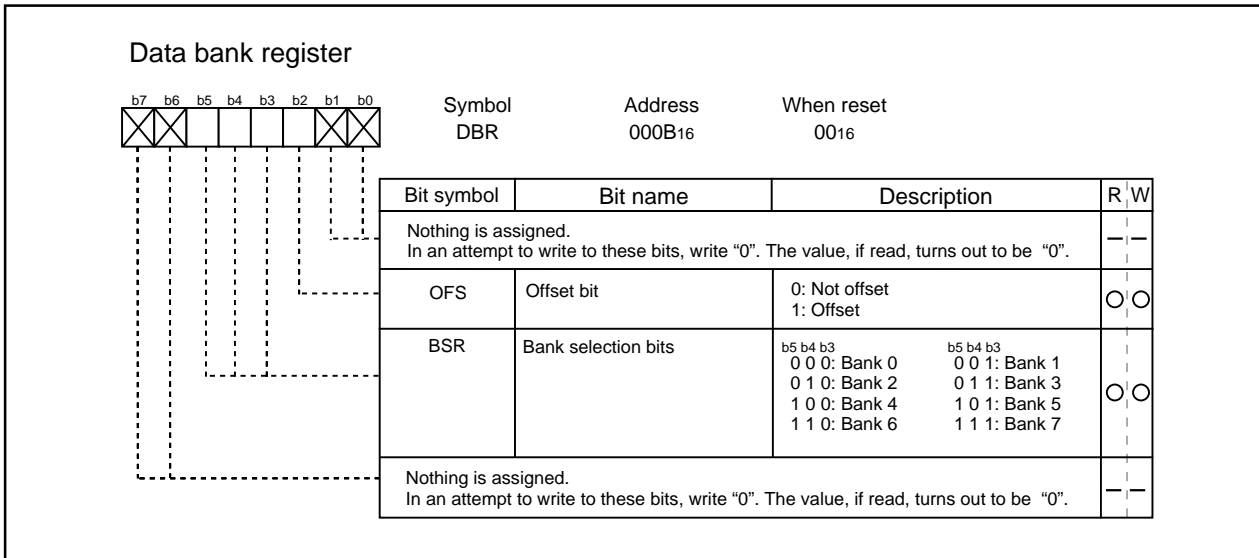 Data bank register
b7 b6 b5 b4 b3 b2 b1 b0
Symbol Address When reset
DBR 000B16 0016
Bit symbol Bit name Description R W
Nothing is assigned.
In an attempt to write to these bits, write “0”. The value, if read, turns out to be “0”.
OFS Offset bit 0: Not offset
1: Offset
BSR Bank selection bits b5 b4 b3 b5 b4 b3
0 0 0: Bank 0 0 0 1: Bank 1
0 1 0: Bank 2 0 1 1: Bank 3
1 0 0: Bank 4 1 0 1: Bank 5
1 1 0: Bank 6 1 1 1: Bank 7
Nothing is assigned.
In an attempt to write to these bits, write “0”. The value, if read, turns out to be “0”.